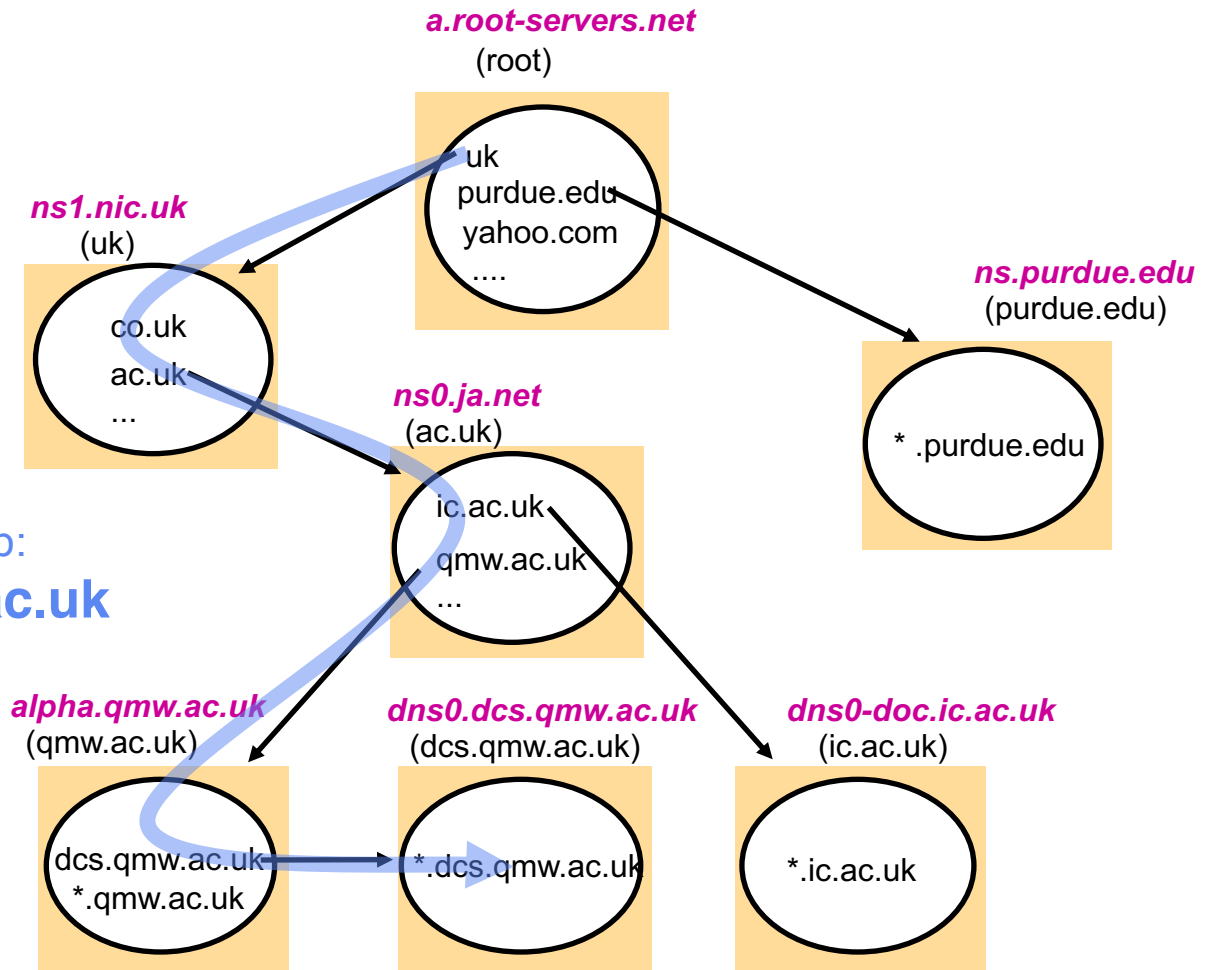 a.root-servers.net
(root)
uk
purdue.edu
yahoo.com
....
ns1.nic.uk
(uk)
co.uk
ac.uk
...
ns.purdue.edu
(purdue.edu)
* .purdue.edu
ns0.ja.net
(ac.uk)
ic.ac.uk
qmw.ac.uk
...
p:
ac.uk
alpha.qmw.ac.uk
(qmw.ac.uk)
dcs.qmw.ac.uk
*.qmw.ac.uk
dns0.dcs.qmw.ac.uk
(dcs.qmw.ac.uk)
*.dcs.qmw.ac.uk
dns0-doc.ic.ac.uk
(ic.ac.uk)
*.ic.ac.uk